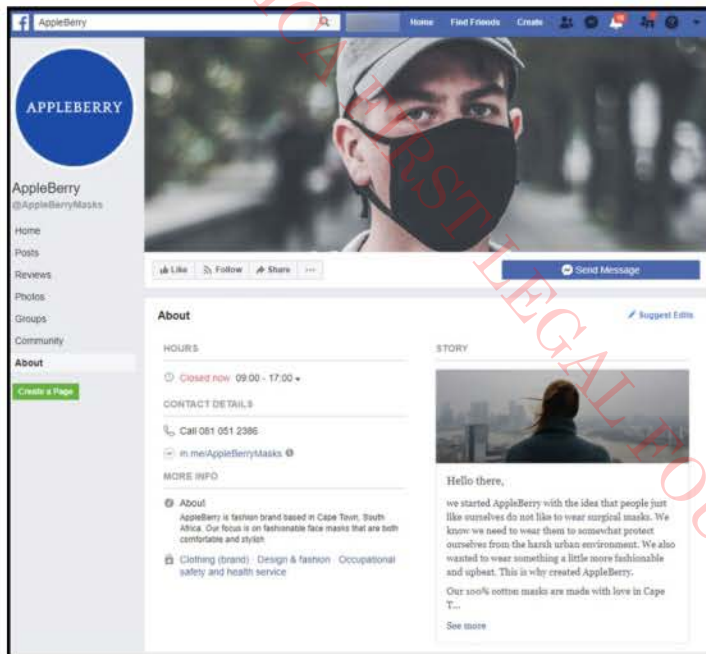 AppleBerry
Home
Find Friends
Create
APPLEBERRY
AppleBerry
@AppleBerryMasks
Home
Posts
Reviews
Photos
Groups
Community
About
Create a Page
Like
Follow
Share
Send Message
About
Suggest Edits
HOURS
Closed now 09:00 - 17:00
CONTACT DETAILS
Call 081 051 2386
m.me/AppleBerryMasks
MORE INFO
About
AppleBerry is fashion brand based in Cape Town, South
Africa. Our focus is on fashionable face masks that are both
comfortable and stylish
Clothing (brand) · Design & fashion · Occupational
safety and health service
STORY
Hello there,
we started AppleBerry with the idea that people just
like ourselves do not like to wear surgical masks. We
know we need to wear them to somewhat protect
ourselves from the harsh urban environment. We also
wanted to wear something a little more fashionable
and upbeat. This is why created AppleBerry.
Our 100% cotton masks are made with love in Cape
T...
See more
ICA FIRST LEGAL FOU